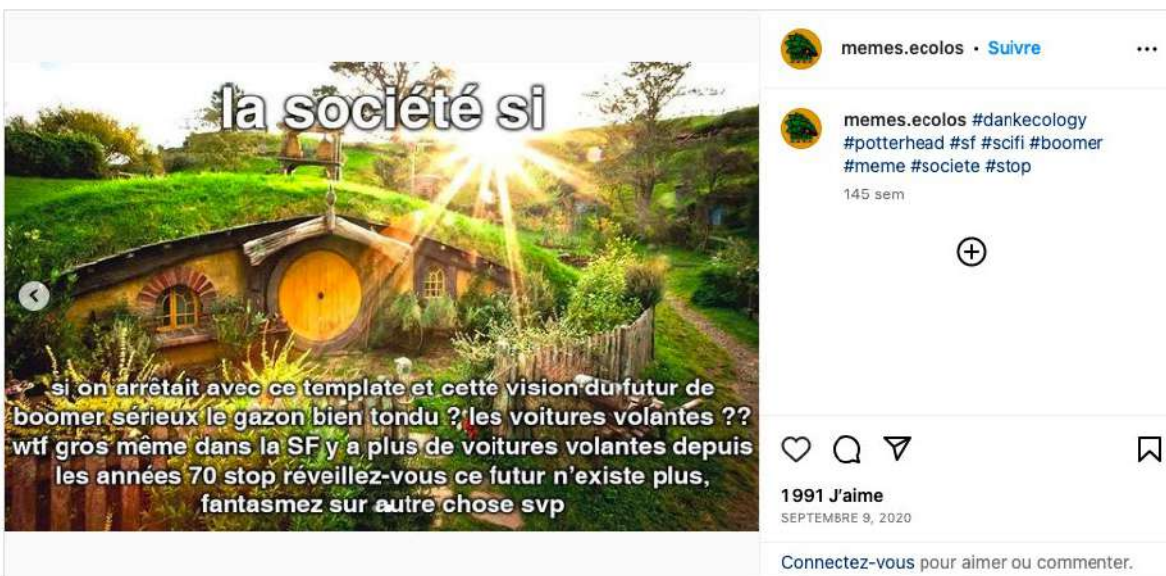 la société si
si on arrêtait avec ce template et cette vision du futur de
boomer sérieux le gazon bien tondu ? les voitures volantes ??
wtf gros même dans la SF y a plus de voitures volantes depuis
les années 70 stop réveillez-vous ce futur n'existe plus,
fantasmez sur autre chose svp
memes.ecolos • Suivre
memes.ecolos #dankecology
#potterhead #sf #scifi #boomer
#meme #societe #stop
145 sem
1991 J'aime
SEPTEMBRE 9, 2020
Connectez-vous pour aimer ou commenter.